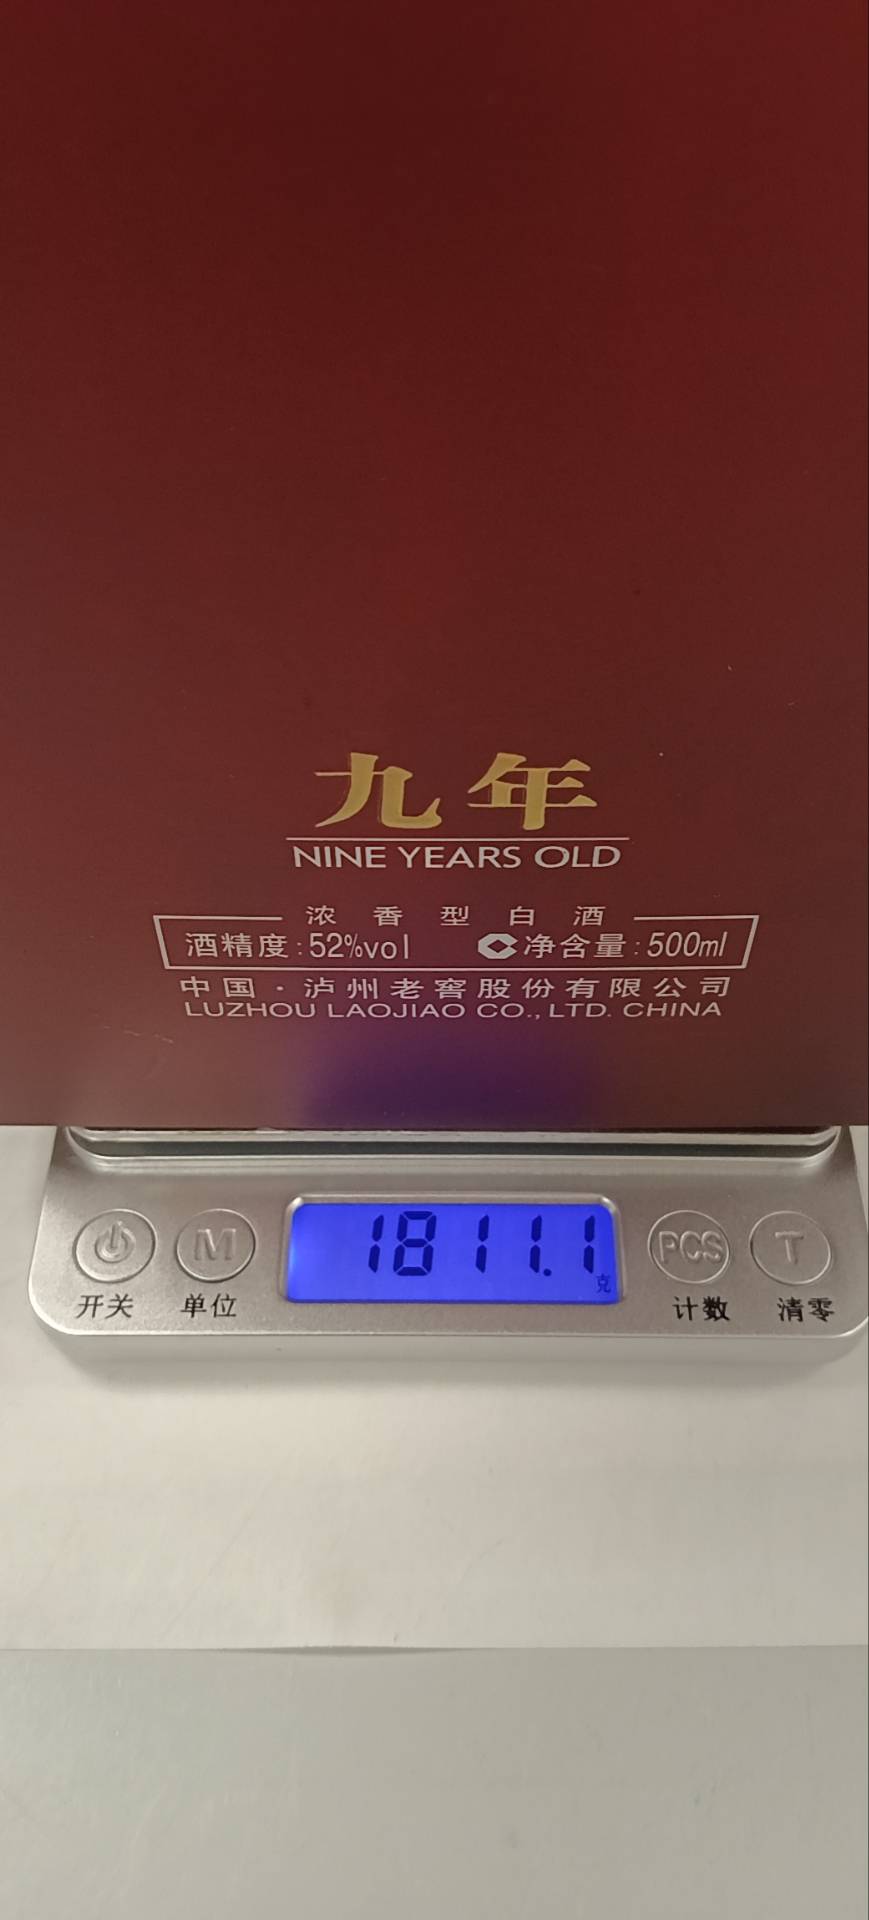 九年
NINE YEARS OLD
浓香型白酒
酒精度:52%vol C净含量:500ml
中国·泸州老窖股份有限公司
LUZHOU LAOJIAO CO.,LTD. CHINA
1811.1
克
M PCS T
开关 单位 计数 清零